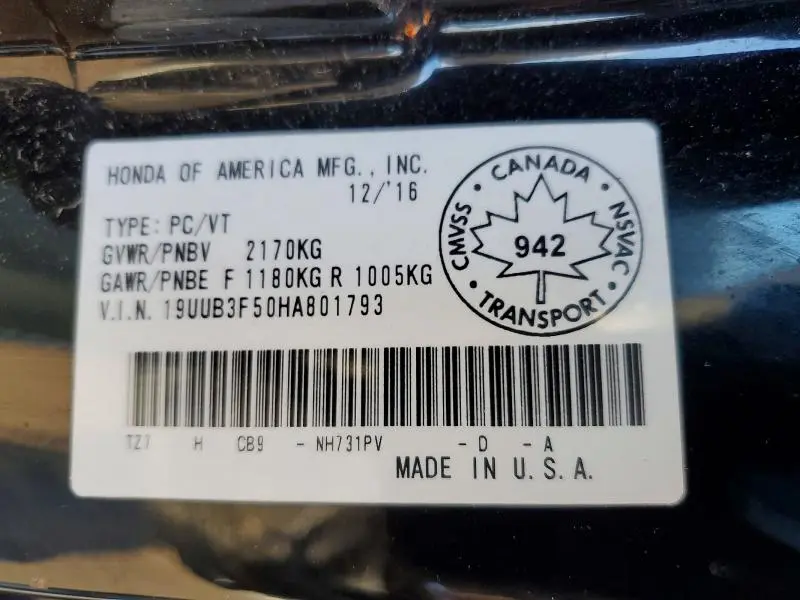 HONDA OF AMERICA MFG., INC.
12/'16
TYPE: PC/VT
GVWR/PNBV 2170KG
GAWR/PNBE F 1180KG R 1005KG
V.I.N. 19UUB3F50HA801793
CMVSS · CANADA · NSVAC · TRANSPORT ·
942
TZ7 H CB9 - NH731PV - D - A
MADE IN U.S.A.